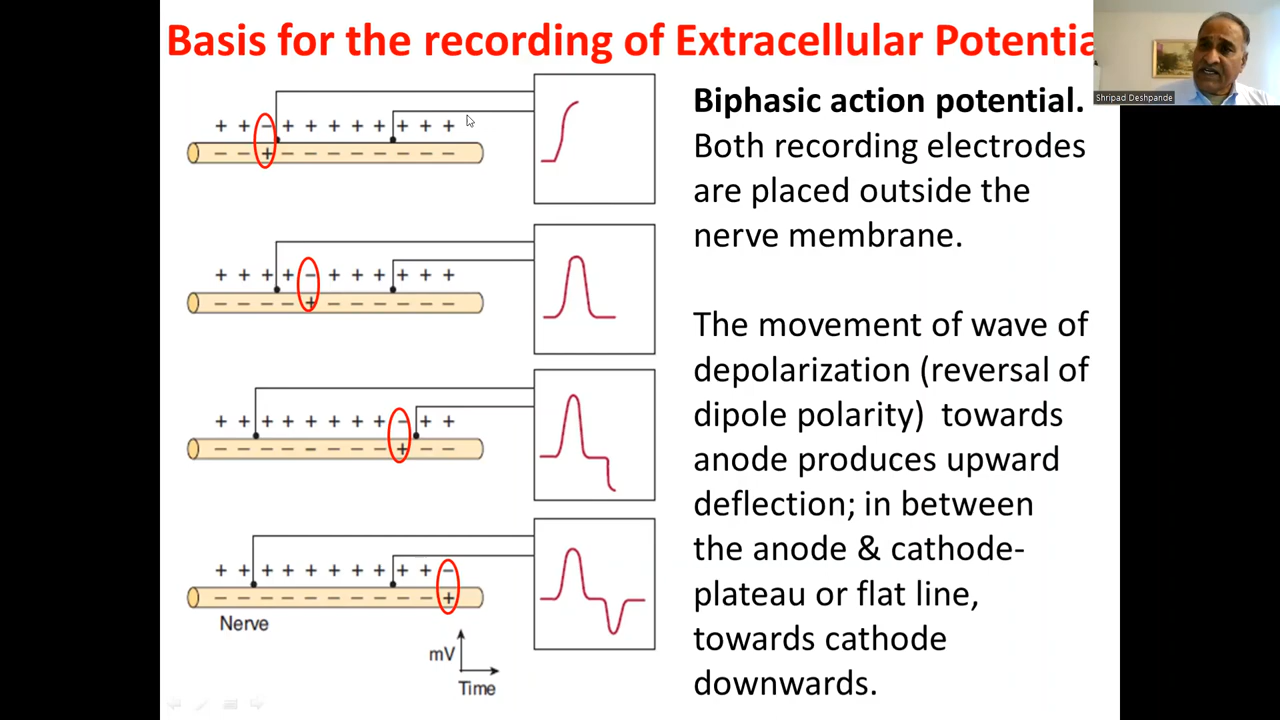 Basis for the recording of Extracellular Potentia
Shripad Deshpande
Biphasic action potential.
Both recording electrodes
are placed outside the
nerve membrane.
The movement of wave of
depolarization (reversal of
dipole polarity) towards
anode produces upward
deflection; in between
the anode & cathode-
plateau or flat line,
towards cathode
downwards.
+ + − + + + + + + + +
− − + − − − − − − − −
+ + + + − + + + + + +
− − − − + − − − − − −
+ + + + + + + + − + +
− − − − − − − − + − −
+ + + + + + + + + + −
− − − − − − − − − − +
Nerve
mV
Time